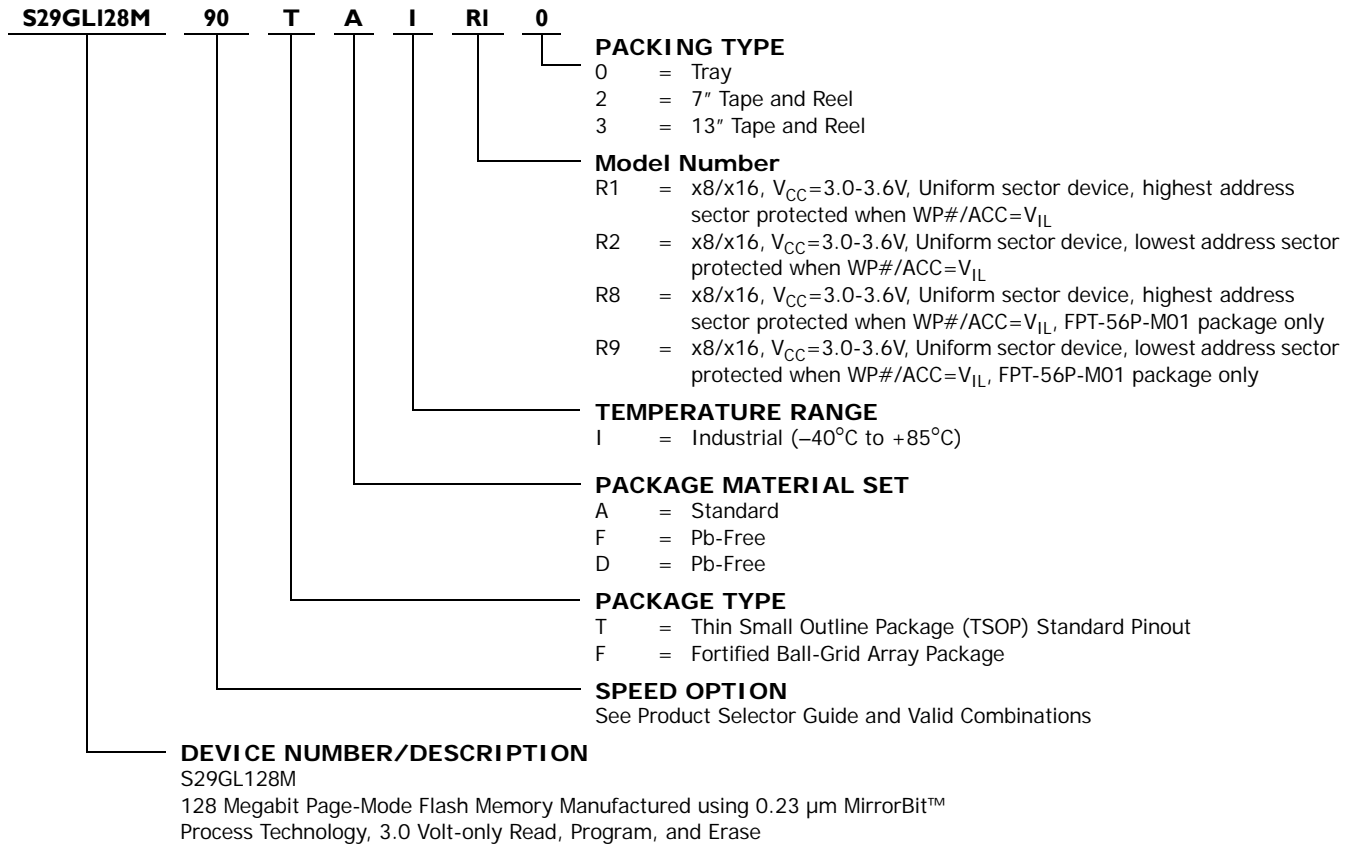 S29GL128M 90 T A I R1 0
PACKING TYPE
0 = Tray
2 = 7″ Tape and Reel
3 = 13″ Tape and Reel
Model Number
R1 = x8/x16, VCC=3.0-3.6V, Uniform sector device, highest address
sector protected when WP#/ACC=VIL
R2 = x8/x16, VCC=3.0-3.6V, Uniform sector device, lowest address sector
protected when WP#/ACC=VIL
R8 = x8/x16, VCC=3.0-3.6V, Uniform sector device, highest address
sector protected when WP#/ACC=VIL, FPT-56P-M01 package only
R9 = x8/x16, VCC=3.0-3.6V, Uniform sector device, lowest address sector
protected when WP#/ACC=VIL, FPT-56P-M01 package only
TEMPERATURE RANGE
I = Industrial (–40°C to +85°C)
PACKAGE MATERIAL SET
A = Standard
F = Pb-Free
D = Pb-Free
PACKAGE TYPE
T = Thin Small Outline Package (TSOP) Standard Pinout
F = Fortified Ball-Grid Array Package
SPEED OPTION
See Product Selector Guide and Valid Combinations
DEVICE NUMBER/DESCRIPTION
S29GL128M
128 Megabit Page-Mode Flash Memory Manufactured using 0.23 µm MirrorBit™
Process Technology, 3.0 Volt-only Read, Program, and Erase